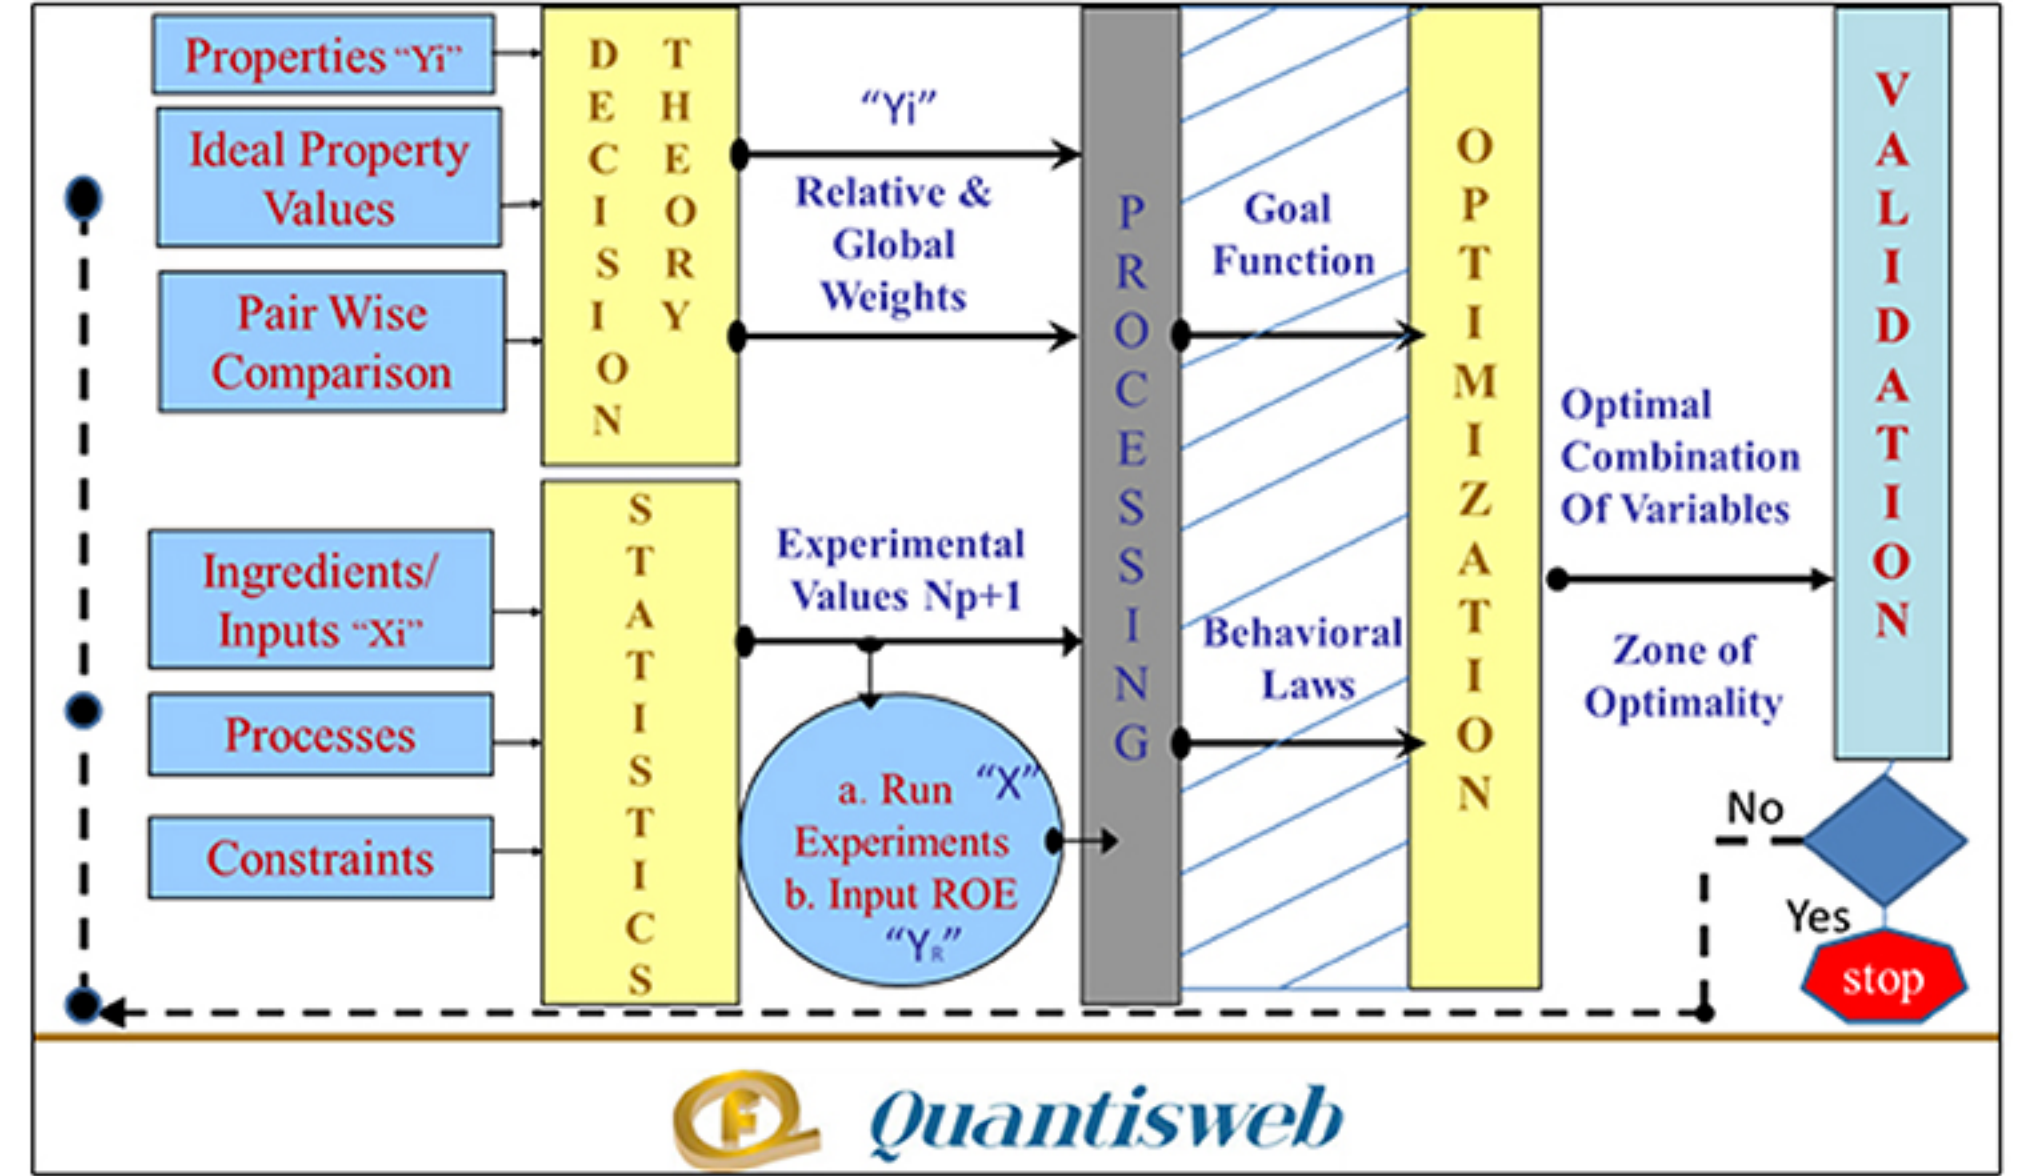 Properties “Yi”
Ideal Property
Values
Pair Wise
Comparison
Ingredients/
Inputs “Xi”
Processes
Constraints
DECISION
THEORY
STATISTICS
“Yi”
Relative &
Global
Weights
Experimental
Values Np+1
a. Run “X”
Experiments
b. Input ROE
“YR”
PROCESSING
Goal
Function
Behavioral
Laws
OPTIMIZATION
Optimal
Combination
Of Variables
Zone of
Optimality
VALIDATION
No
Yes
stop
QF
Quantisweb